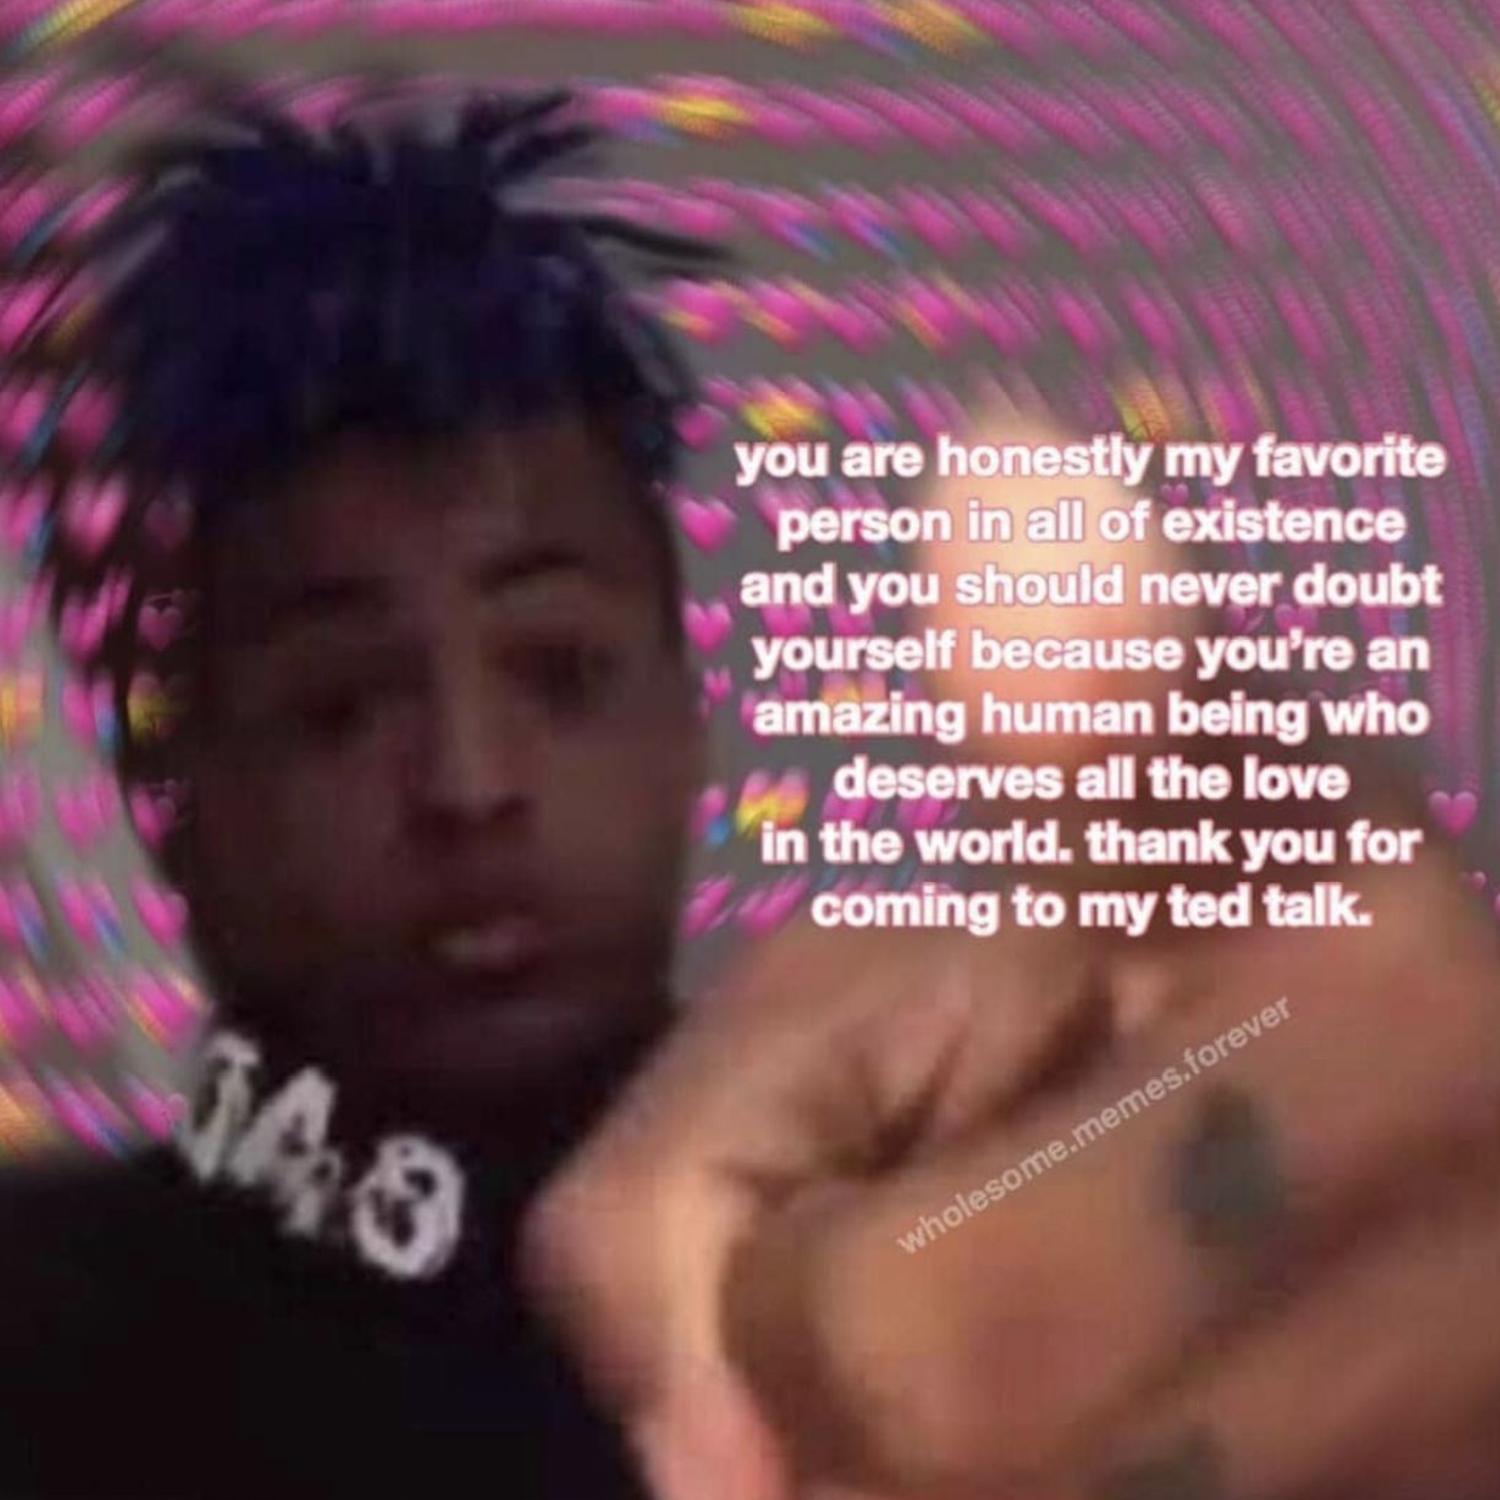 you are honestly my favorite
person in all of existence
and you should never doubt
yourself because you're an
amazing human being who
deserves all the love
in the world. thank you for
coming to my ted talk.
wholesome.memes.forever